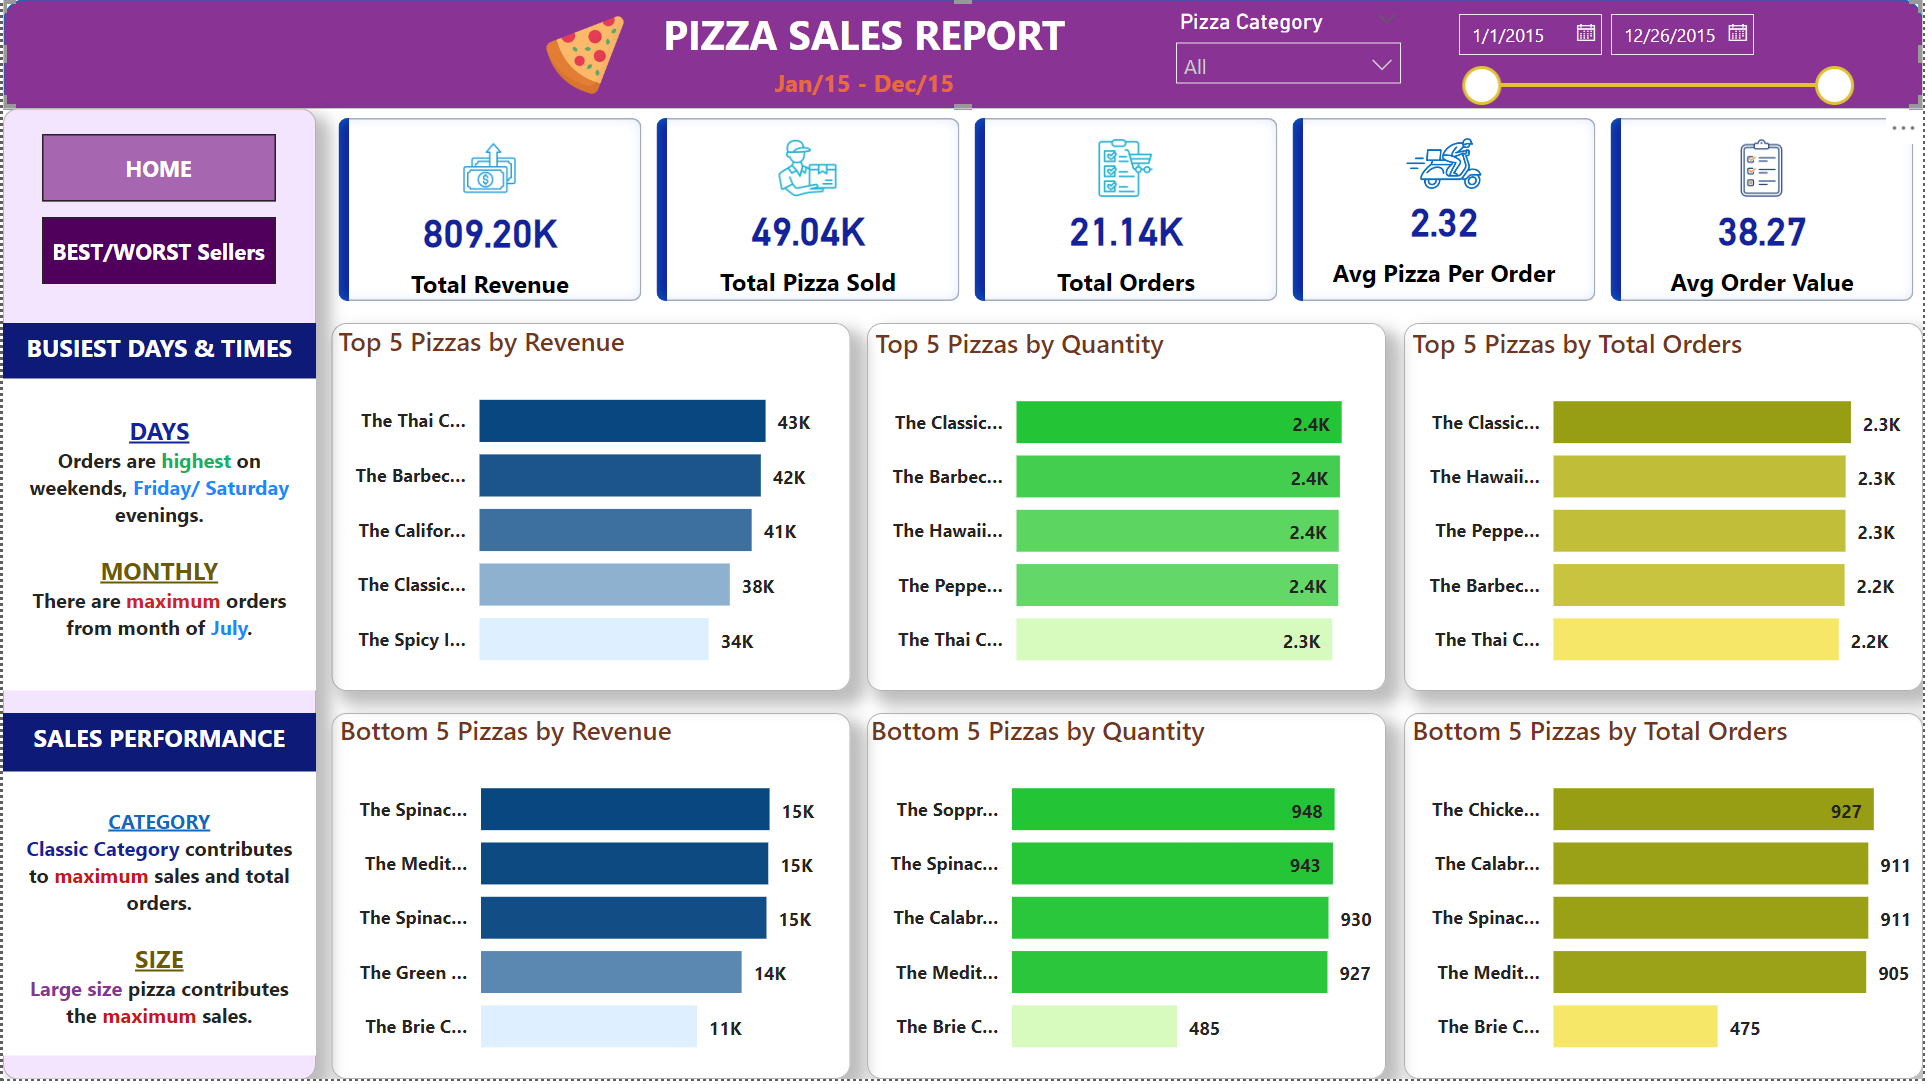 PIZZA SALES REPORT
Jan/15 - Dec/15
Pizza Category
All
1/1/2015
12/26/2015
HOME
BEST/WORST Sellers
BUSIEST DAYS & TIMES
DAYS
Orders are highest on
weekends, Friday/ Saturday
evenings.
MONTHLY
There are maximum orders
from month of July.
SALES PERFORMANCE
CATEGORY
Classic Category contributes
to maximum sales and total
orders.
SIZE
Large size pizza contributes
the maximum sales.
809.20K
Total Revenue
49.04K
Total Pizza Sold
21.14K
Total Orders
2.32
Avg Pizza Per Order
38.27
Avg Order Value
Top 5 Pizzas by Revenue
The Thai C... 43K
The Barbec... 42K
The Califor... 41K
The Classic... 38K
The Spicy I... 34K
Top 5 Pizzas by Quantity
The Classic... 2.4K
The Barbec... 2.4K
The Hawaii... 2.4K
The Peppe... 2.4K
The Thai C... 2.3K
Top 5 Pizzas by Total Orders
The Classic... 2.3K
The Hawaii... 2.3K
The Peppe... 2.3K
The Barbec... 2.2K
The Thai C... 2.2K
Bottom 5 Pizzas by Revenue
The Spinac... 15K
The Medit... 15K
The Spinac... 15K
The Green ... 14K
The Brie C... 11K
Bottom 5 Pizzas by Quantity
The Soppr... 948
The Spinac... 943
The Calabr... 930
The Medit... 927
The Brie C... 485
Bottom 5 Pizzas by Total Orders
The Chicke... 927
The Calabr... 911
The Spinac... 911
The Medit... 905
The Brie C... 475